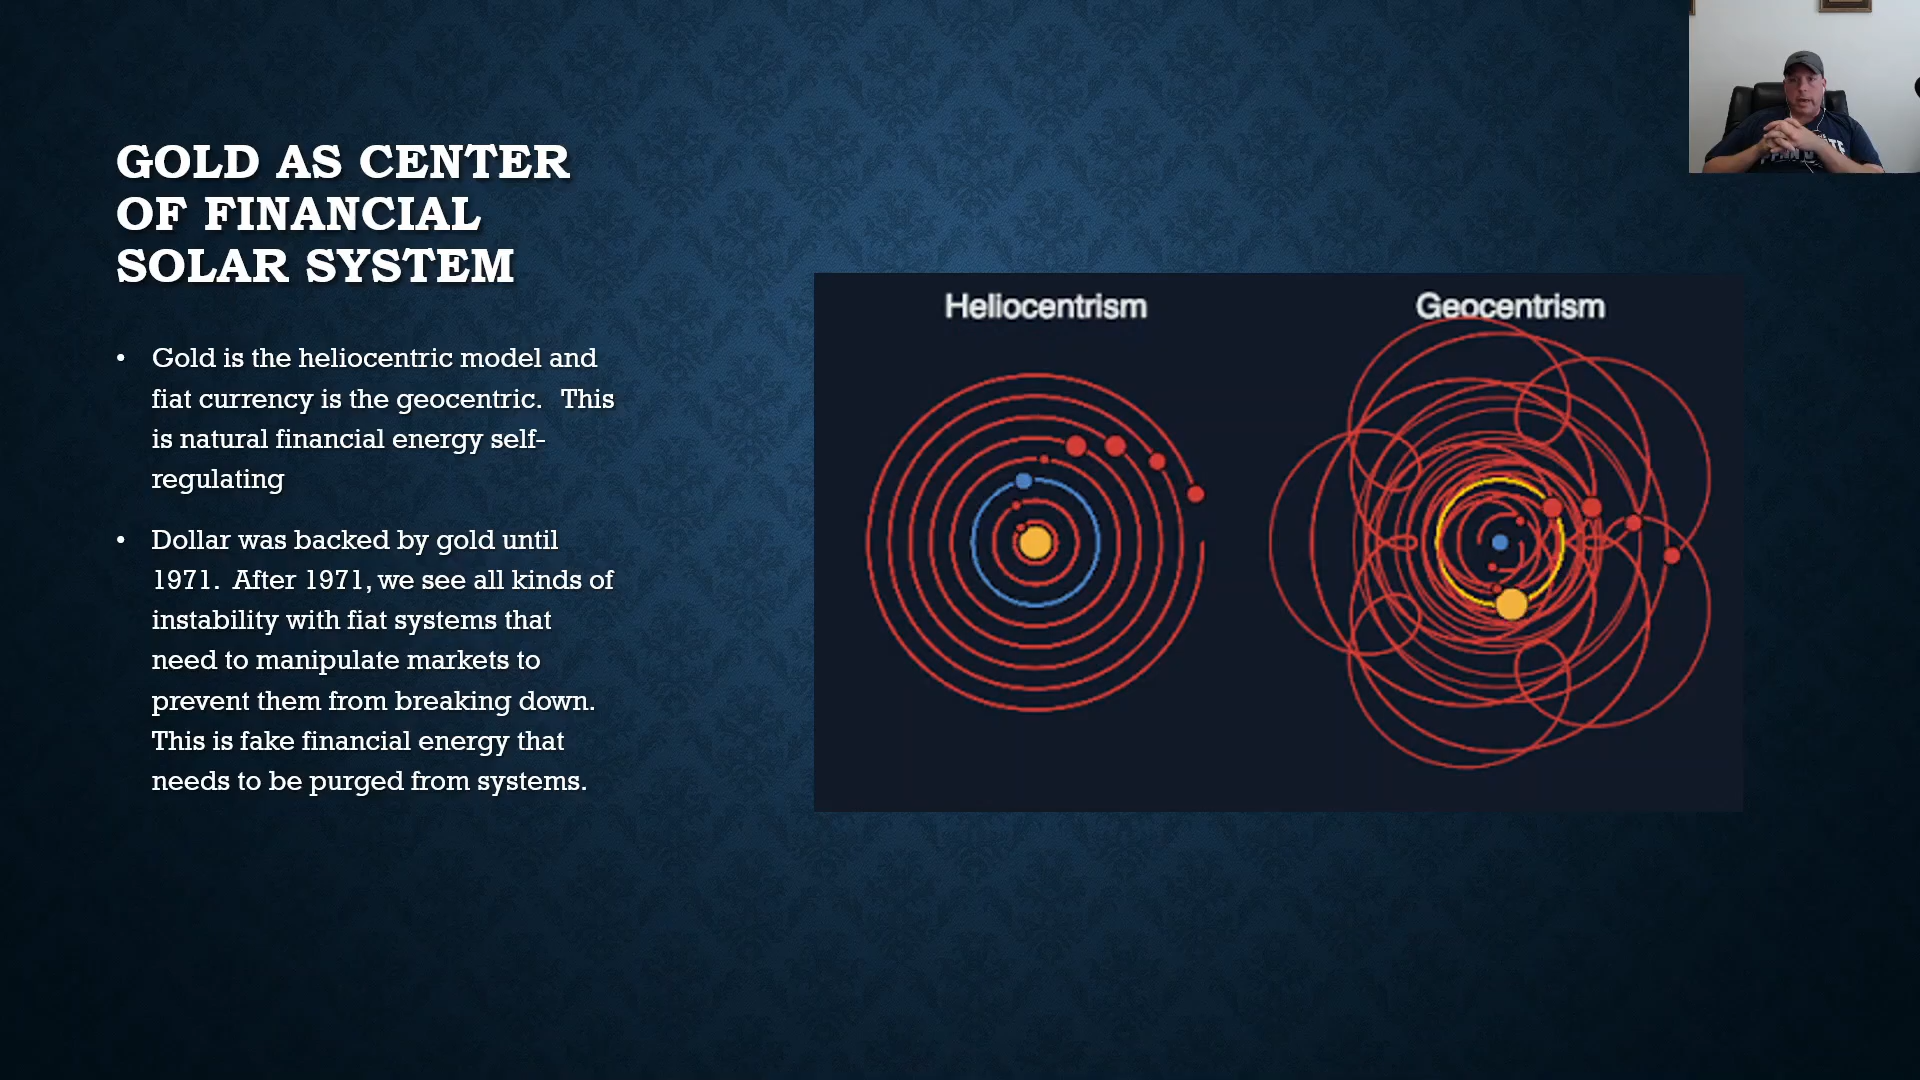 GOLD AS CENTER
OF FINANCIAL
SOLAR SYSTEM
• Gold is the heliocentric model and
fiat currency is the geocentric.  This
is natural financial energy self-
regulating
• Dollar was backed by gold until
1971.  After 1971, we see all kinds of
instability with fiat systems that
need to manipulate markets to
prevent them from breaking down.
This is fake financial energy that
needs to be purged from systems.
Heliocentrism
Geocentrism